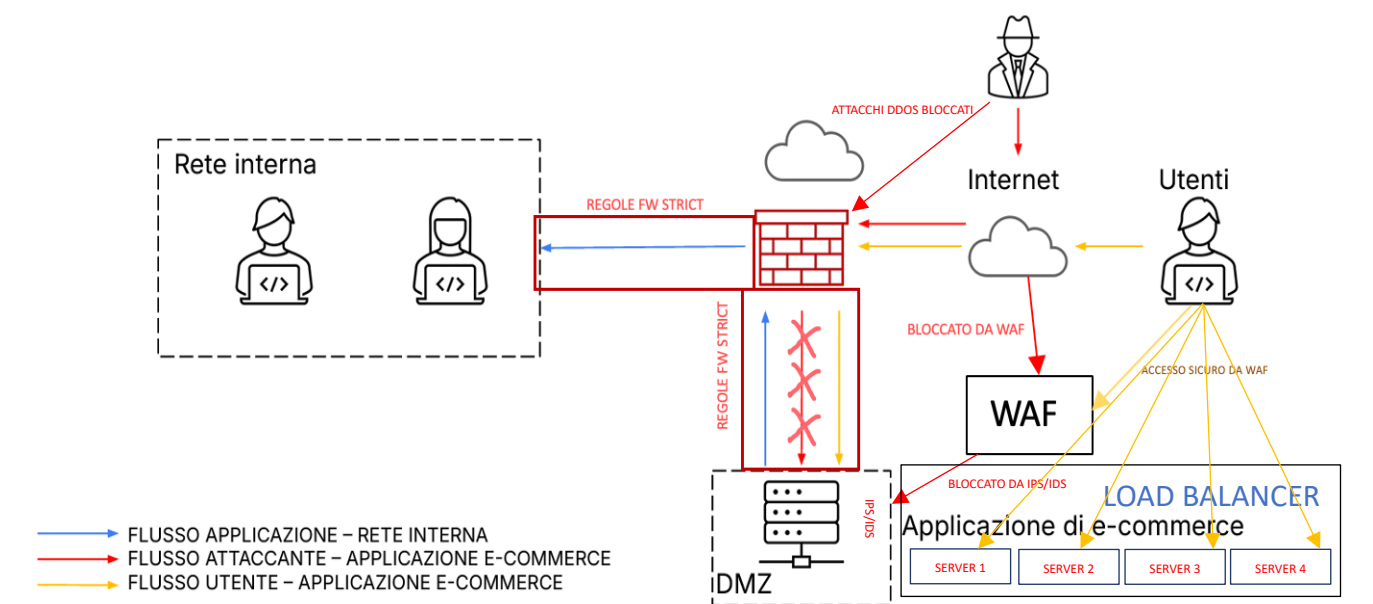 ATTACCHI DDOS BLOCCATI
Rete interna
Internet
Utenti
REGOLE FW STRICT
</>
</>
</>
REGOLE FW STRICT
BLOCCATO DA WAF
ACCESSO SICURO DA WAF
WAF
BLOCCATO DA IPS/IDS
LOAD BALANCER
IPS/IDS
Applicazione di e-commerce
FLUSSO APPLICAZIONE – RETE INTERNA
FLUSSO ATTACCANTE – APPLICAZIONE E-COMMERCE
FLUSSO UTENTE – APPLICAZIONE E-COMMERCE
DMZ
SERVER 1
SERVER 2
SERVER 3
SERVER 4